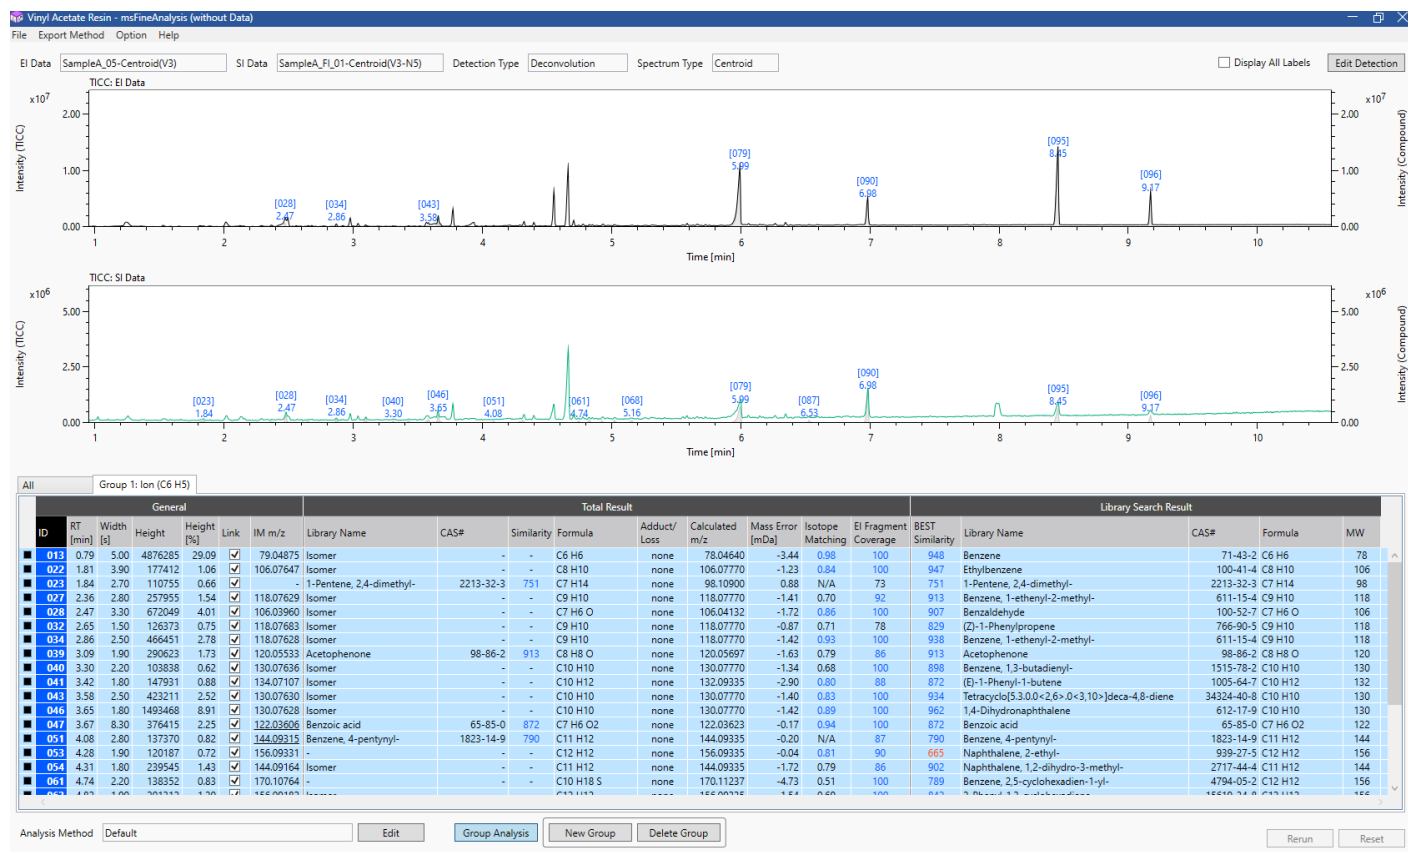 Vinyl Acetate Resin - msFineAnalysis (without Data)
File Export Method Option Help
EI Data SampleA_05-Centroid(V3) SI Data SampleA_FI_01-Centroid(V3-N5) Detection Type Deconvolution Spectrum Type Centroid Display All Labels Edit Detection
TICC: EI Data
x10^7 x10^7
Intensity (TICC) Intensity (Compound)
2.00 2.00
1.00 1.00
0.00 0.00
[028] [034] [043] [079] [090] [095] [096]
2.47 2.86 3.58 5.99 6.98 8.45 9.17
1 2 3 4 5 6 7 8 9 10
Time [min]
TICC: SI Data
x10^6 x10^6
Intensity (TICC) Intensity (Compound)
5.00 5.00
2.50 2.50
0.00 0.00
[023] [028] [034] [040] [046] [051] [061] [068] [079] [087] [090] [095] [096]
1.84 2.47 2.86 3.30 3.65 4.08 4.74 5.16 5.99 6.53 6.98 8.45 9.17
1 2 3 4 5 6 7 8 9 10
Time [min]
All Group 1: Ion (C6 H5)
General Total Result Library Search Result
ID RT [min] Width [s] Height Height [%] Link IM m/z Library Name CAS# Similarity Formula Adduct/Loss Calculated m/z Mass Error [mDa] Isotope Matching EI Fragment Coverage BEST Similarity Library Name CAS# Formula MW
013 0.79 5.00 4876285 29.09 79.04875 Isomer - - C6 H6 none 78.04640 -3.44 0.98 100 948 Benzene 71-43-2 C6 H6 78
022 1.81 3.90 177412 1.06 106.07647 Isomer - - C8 H10 none 106.07770 -1.23 0.84 100 947 Ethylbenzene 100-41-4 C8 H10 106
023 1.84 2.70 110755 0.66 - 1-Pentene, 2,4-dimethyl- 2213-32-3 751 C7 H14 none 98.10900 0.88 N/A 73 751 1-Pentene, 2,4-dimethyl- 2213-32-3 C7 H14 98
027 2.36 2.80 257955 1.54 118.07629 Isomer - - C9 H10 none 118.07770 -1.41 0.70 92 913 Benzene, 1-ethenyl-2-methyl- 611-15-4 C9 H10 118
028 2.47 3.30 672049 4.01 106.03960 Isomer - - C7 H6 O none 106.04132 -1.72 0.86 100 907 Benzaldehyde 100-52-7 C7 H6 O 106
032 2.65 1.50 126373 0.75 118.07683 Isomer - - C9 H10 none 118.07770 -0.87 0.71 78 829 (Z)-1-Phenylpropene 766-90-5 C9 H10 118
034 2.86 2.50 466451 2.78 118.07628 Isomer - - C9 H10 none 118.07770 -1.42 0.93 100 938 Benzene, 1-ethenyl-2-methyl- 611-15-4 C9 H10 118
039 3.09 1.90 290623 1.73 120.05533 Acetophenone 98-86-2 913 C8 H8 O none 120.05697 -1.63 0.79 86 913 Acetophenone 98-86-2 C8 H8 O 120
040 3.30 2.20 103838 0.62 130.07636 Isomer - - C10 H10 none 130.07770 -1.34 0.68 100 898 Benzene, 1,3-butadienyl- 1515-78-2 C10 H10 130
041 3.42 1.80 147931 0.88 134.07107 Isomer - - C10 H12 none 132.09335 -2.90 0.80 88 872 (E)-1-Phenyl-1-butene 1005-64-7 C10 H12 132
043 3.58 2.50 423211 2.52 130.07630 Isomer - - C10 H10 none 130.07770 -1.40 0.83 100 934 Tetracyclo[5.3.0.0<2,6>.0<3,10>]deca-4,8-diene 34324-40-8 C10 H10 130
046 3.65 1.80 1493468 8.91 130.07628 Isomer - - C10 H10 none 130.07770 -1.42 0.89 100 962 1,4-Dihydronaphthalene 612-17-9 C10 H10 130
047 3.67 8.30 376415 2.25 122.03606 Benzoic acid 65-85-0 872 C7 H6 O2 none 122.03623 -0.17 0.94 100 872 Benzoic acid 65-85-0 C7 H6 O2 122
051 4.08 2.80 137370 0.82 144.09315 Benzene, 4-pentynyl- 1823-14-9 790 C11 H12 none 144.09335 -0.20 N/A 87 790 Benzene, 4-pentynyl- 1823-14-9 C11 H12 144
053 4.28 1.90 120187 0.72 156.09331 - - - C12 H12 none 156.09335 -0.04 0.81 90 665 Naphthalene, 2-ethyl- 939-27-5 C12 H12 156
054 4.31 1.80 239545 1.43 144.09164 Isomer - - C11 H12 none 144.09335 -1.72 0.79 86 902 Naphthalene, 1,2-dihydro-3-methyl- 2717-44-4 C11 H12 144
061 4.74 2.20 138352 0.83 170.10764 - - - C10 H18 S none 170.11237 -4.73 0.51 100 789 Benzene, 2,5-cyclohexadien-1-yl- 4794-05-2 C12 H12 156
Analysis Method Default Edit Group Analysis New Group Delete Group Rerun Reset